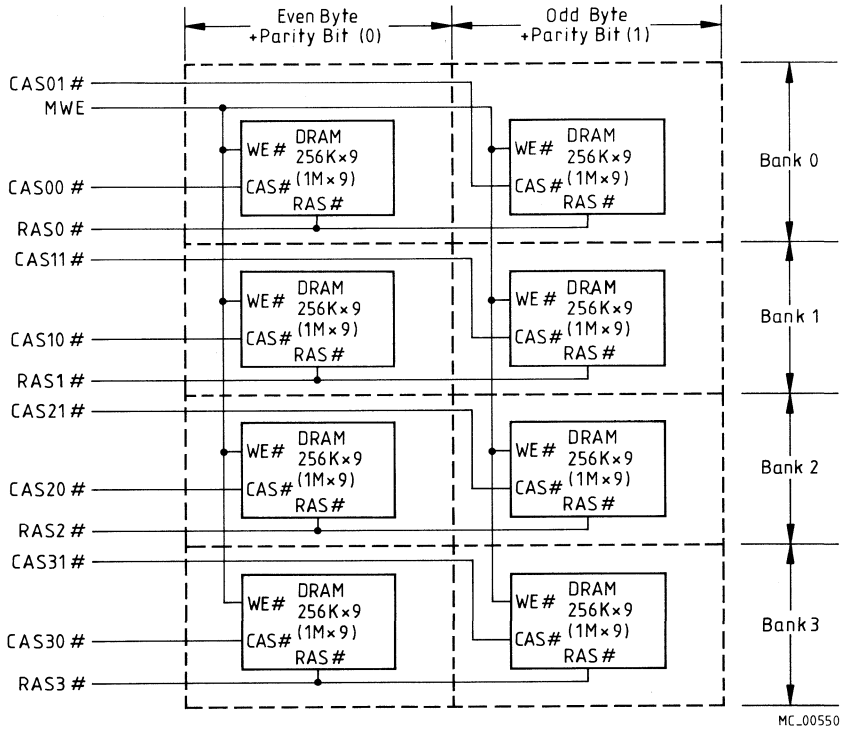 Even Byte
+Parity Bit (0)
Odd Byte
+Parity Bit (1)
CAS01 #
MWE
WE# DRAM
256K×9
CAS# (1M×9)
RAS #
WE# DRAM
256K×9
CAS# (1M×9)
RAS #
Bank 0
CAS00 #
RAS0 #
CAS11 #
WE# DRAM
256K×9
CAS# (1M×9)
RAS #
WE# DRAM
256K×9
CAS# (1M×9)
RAS #
Bank 1
CAS10 #
RAS1 #
CAS21 #
WE# DRAM
256K×9
CAS# (1M×9)
RAS #
WE# DRAM
256K×9
CAS# (1M×9)
RAS #
Bank 2
CAS20 #
RAS2 #
CAS31 #
WE# DRAM
256K×9
CAS# (1M×9)
RAS #
WE# DRAM
256K×9
CAS# (1M×9)
RAS #
Bank 3
CAS30 #
RAS3 #
MC_00550